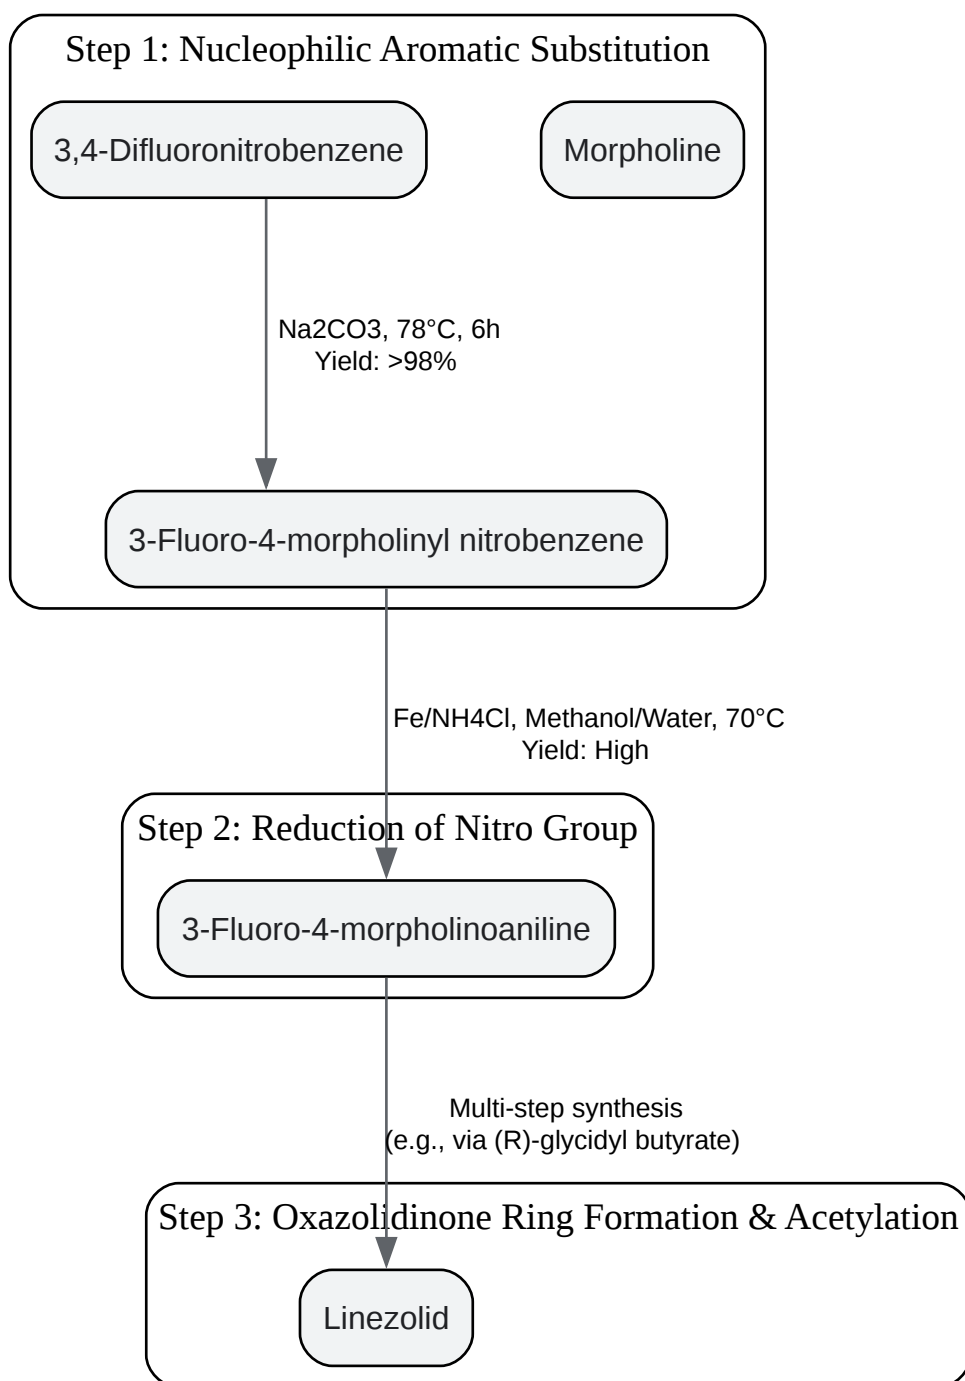 Step 1: Nucleophilic Aromatic Substitution
3,4-Difluoronitrobenzene
Morpholine
Na2CO3, 78°C, 6h
Yield: >98%
3-Fluoro-4-morpholinyl nitrobenzene
Fe/NH4Cl, Methanol/Water, 70°C
Yield: High
Step 2: Reduction of Nitro Group
3-Fluoro-4-morpholinoaniline
Multi-step synthesis
(e.g., via (R)-glycidyl butyrate)
Step 3: Oxazolidinone Ring Formation & Acetylation
Linezolid